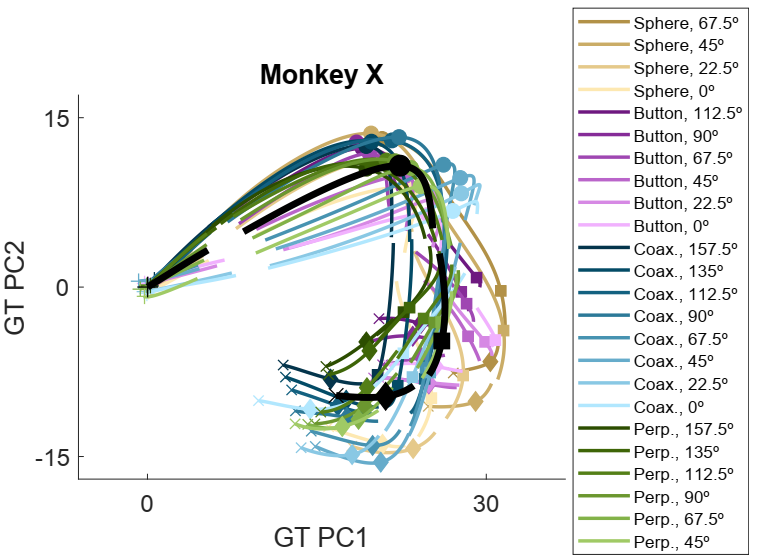 Monkey X
15
0
-15
GT PC2
0
30
GT PC1
Sphere, 67.5º
Sphere, 45º
Sphere, 22.5º
Sphere, 0º
Button, 112.5º
Button, 90º
Button, 67.5º
Button, 45º
Button, 22.5º
Button, 0º
Coax., 157.5º
Coax., 135º
Coax., 112.5º
Coax., 90º
Coax., 67.5º
Coax., 45º
Coax., 22.5º
Coax., 0º
Perp., 157.5º
Perp., 135º
Perp., 112.5º
Perp., 90º
Perp., 67.5º
Perp., 45º